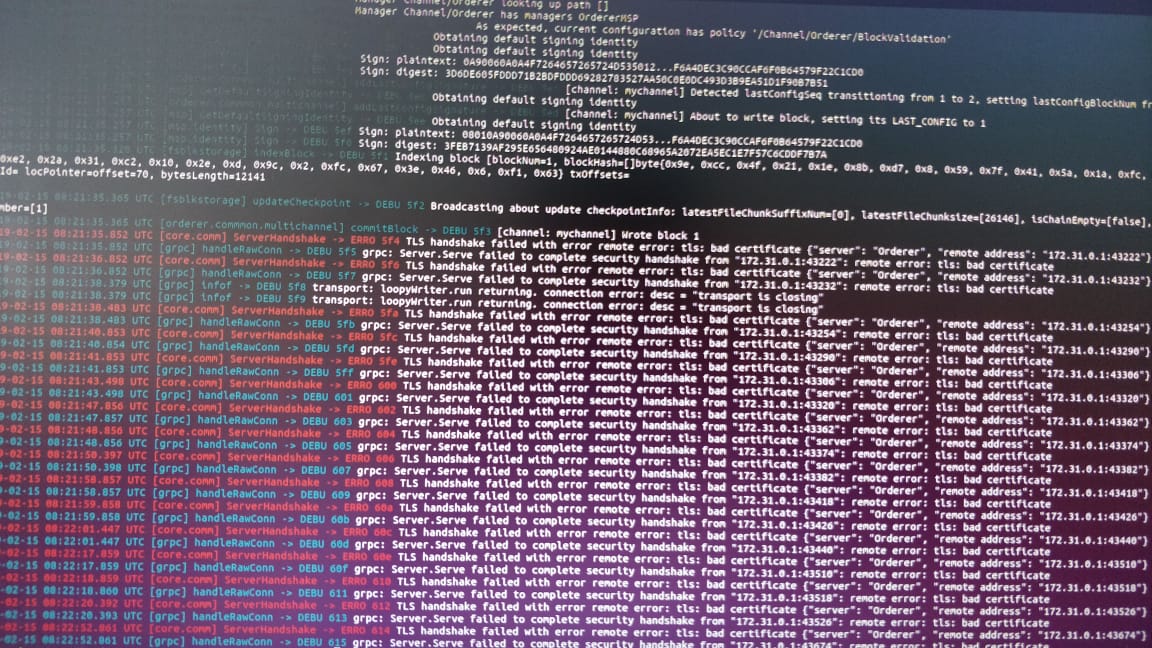 Manager Channel/Orderer looking up path []
Manager Channel/Orderer has managers OrdererMSP
As expected, current configuration has policy '/Channel/Orderer/BlockValidation'
Obtaining default signing identity
Obtaining default signing identity
Sign: plaintext: 0A90060A0A4F7264657265724D535012...F6A4DEC3C90CCAF6F0B64579F22C1CD0
Sign: digest: 3D6DE605FDDD71B2BDFDDD69282783527AA50C0E0DC493D3B9EA51D1F90B7B51
[channel: mychannel] Detected lastConfigSeq transitioning from 1 to 2, setting lastConfigBlockNum
Obtaining default signing identity
[channel: mychannel] About to write block, setting its LAST_CONFIG to 1
Obtaining default signing identity
Sign: plaintext: 08010A90060A0A4F7264657265724D53...F6A4DEC3C90CCAF6F0B64579F22C1CD0
Sign: digest: 3FEB7139AF295E656480924AE0144880C68965A2072EA5EC1E7F57C6CDDF7B7A
[fsblkstorage] indexBlock -> DEBU 5f1 Indexing block [blockNum=1, blockHash=[]byte{0x9e, 0xcc, 0x4f, 0x21, 0x1e, 0x8b, 0xd7, 0x8, 0x59, 0x7f, 0x41, 0x5a, 0x1a, 0xfc,
0xe2, 0x2a, 0x31, 0xc2, 0x10, 0x2e, 0xd, 0x9c, 0x2, 0xfc, 0x67, 0x3e, 0x46, 0x6, 0xf1, 0x63} txOffsets=
Id= locPointer=offset=70, bytesLength=12141
19-02-15 08:21:35.365 UTC [fsblkstorage] updateCheckpoint -> DEBU 5f2 Broadcasting about update checkpointInfo: latestFileChunkSuffixNum=[0], latestFileChunksize=[26146], isChainEmpty=[false],
mber=[1]
19-02-15 08:21:35.365 UTC [orderer.commmon.multichannel] commitBlock -> DEBU 5f3 [channel: mychannel] Wrote block 1
19-02-15 08:21:35.852 UTC [core.comm] ServerHandshake -> ERRO 5f4 TLS handshake failed with error remote error: tls: bad certificate {"server": "Orderer", "remote address": "172.31.0.1:43222"}
19-02-15 08:21:35.852 UTC [grpc] handleRawConn -> DEBU 5f5 grpc: Server.Serve failed to complete security handshake from "172.31.0.1:43222": remote error: tls: bad certificate
19-02-15 08:21:36.852 UTC [core.comm] ServerHandshake -> ERRO 5f6 TLS handshake failed with error remote error: tls: bad certificate {"server": "Orderer", "remote address": "172.31.0.1:43232"}
19-02-15 08:21:36.852 UTC [grpc] handleRawConn -> DEBU 5f7 grpc: Server.Serve failed to complete security handshake from "172.31.0.1:43232": remote error: tls: bad certificate
19-02-15 08:21:38.379 UTC [grpc] infof -> DEBU 5f8 transport: loopyWriter.run returning. connection error: desc = "transport is closing"
19-02-15 08:21:38.379 UTC [grpc] infof -> DEBU 5f9 transport: loopyWriter.run returning. connection error: desc = "transport is closing"
19-02-15 08:21:38.483 UTC [core.comm] ServerHandshake -> ERRO 5fa TLS handshake failed with error remote error: tls: bad certificate {"server": "Orderer", "remote address": "172.31.0.1:43254"}
19-02-15 08:21:38.483 UTC [grpc] handleRawConn -> DEBU 5fb grpc: Server.Serve failed to complete security handshake from "172.31.0.1:43254": remote error: tls: bad certificate
9-02-15 08:21:40.853 UTC [core.comm] ServerHandshake -> ERRO 5fc TLS handshake failed with error remote error: tls: bad certificate {"server": "Orderer", "remote address": "172.31.0.1:43290"}
9-02-15 08:21:40.854 UTC [grpc] handleRawConn -> DEBU 5fd grpc: Server.Serve failed to complete security handshake from "172.31.0.1:43290": remote error: tls: bad certificate
9-02-15 08:21:41.853 UTC [core.comm] ServerHandshake -> ERRO 5fe TLS handshake failed with error remote error: tls: bad certificate {"server": "Orderer", "remote address": "172.31.0.1:43306"}
9-02-15 08:21:41.853 UTC [grpc] handleRawConn -> DEBU 5ff grpc: Server.Serve failed to complete security handshake from "172.31.0.1:43306": remote error: tls: bad certificate
9-02-15 08:21:43.498 UTC [core.comm] ServerHandshake -> ERRO 600 TLS handshake failed with error remote error: tls: bad certificate {"server": "Orderer", "remote address": "172.31.0.1:43320"}
9-02-15 08:21:43.498 UTC [grpc] handleRawConn -> DEBU 601 grpc: Server.Serve failed to complete security handshake from "172.31.0.1:43320": remote error: tls: bad certificate
9-02-15 08:21:47.856 UTC [core.comm] ServerHandshake -> ERRO 602 TLS handshake failed with error remote error: tls: bad certificate {"server": "Orderer", "remote address": "172.31.0.1:43362"}
9-02-15 08:21:47.857 UTC [grpc] handleRawConn -> DEBU 603 grpc: Server.Serve failed to complete security handshake from "172.31.0.1:43362": remote error: tls: bad certificate
9-02-15 08:21:48.856 UTC [core.comm] ServerHandshake -> ERRO 604 TLS handshake failed with error remote error: tls: bad certificate {"server": "Orderer", "remote address": "172.31.0.1:43374"}
9-02-15 08:21:48.856 UTC [grpc] handleRawConn -> DEBU 605 grpc: Server.Serve failed to complete security handshake from "172.31.0.1:43374": remote error: tls: bad certificate
9-02-15 08:21:50.397 UTC [core.comm] ServerHandshake -> ERRO 606 TLS handshake failed with error remote error: tls: bad certificate {"server": "Orderer", "remote address": "172.31.0.1:43382"}
9-02-15 08:21:50.398 UTC [grpc] handleRawConn -> DEBU 607 grpc: Server.Serve failed to complete security handshake from "172.31.0.1:43382": remote error: tls: bad certificate
9-02-15 08:21:58.857 UTC [core.comm] ServerHandshake -> ERRO 608 TLS handshake failed with error remote error: tls: bad certificate {"server": "Orderer", "remote address": "172.31.0.1:43418"}
9-02-15 08:21:58.857 UTC [grpc] handleRawConn -> DEBU 609 grpc: Server.Serve failed to complete security handshake from "172.31.0.1:43418": remote error: tls: bad certificate
9-02-15 08:21:59.858 UTC [core.comm] ServerHandshake -> ERRO 60a TLS handshake failed with error remote error: tls: bad certificate {"server": "Orderer", "remote address": "172.31.0.1:43426"}
9-02-15 08:21:59.858 UTC [grpc] handleRawConn -> DEBU 60b grpc: Server.Serve failed to complete security handshake from "172.31.0.1:43426": remote error: tls: bad certificate
-02-15 08:22:01.447 UTC [core.comm] ServerHandshake -> ERRO 60c TLS handshake failed with error remote error: tls: bad certificate {"server": "Orderer", "remote address": "172.31.0.1:43440"}
-02-15 08:22:01.447 UTC [grpc] handleRawConn -> DEBU 60d grpc: Server.Serve failed to complete security handshake from "172.31.0.1:43440": remote error: tls: bad certificate
-02-15 08:22:17.859 UTC [core.comm] ServerHandshake -> ERRO 60e TLS handshake failed with error remote error: tls: bad certificate {"server": "Orderer", "remote address": "172.31.0.1:43510"}
-02-15 08:22:17.859 UTC [grpc] handleRawConn -> DEBU 60f grpc: Server.Serve failed to complete security handshake from "172.31.0.1:43510": remote error: tls: bad certificate
-02-15 08:22:18.859 UTC [core.comm] ServerHandshake -> ERRO 610 TLS handshake failed with error remote error: tls: bad certificate {"server": "Orderer", "remote address": "172.31.0.1:43518"}
-02-15 08:22:18.860 UTC [grpc] handleRawConn -> DEBU 611 grpc: Server.Serve failed to complete security handshake from "172.31.0.1:43518": remote error: tls: bad certificate
-02-15 08:22:20.392 UTC [core.comm] ServerHandshake -> ERRO 612 TLS handshake failed with error remote error: tls: bad certificate {"server": "Orderer", "remote address": "172.31.0.1:43526"}
-02-15 08:22:20.393 UTC [grpc] handleRawConn -> DEBU 613 grpc: Server.Serve failed to complete security handshake from "172.31.0.1:43526": remote error: tls: bad certificate
-02-15 08:22:52.861 UTC [core.comm] ServerHandshake -> ERRO 614 TLS handshake failed with error remote error: tls: bad certificate {"server": "Orderer", "remote address": "172.31.0.1:43674"}
-02-15 08:22:52.861 UTC [grpc] handleRawConn -> DEBU 615 grpc: Server.Serve failed to complete security handshake from "172.31.0.1:43674": remote error: tls: bad certificate